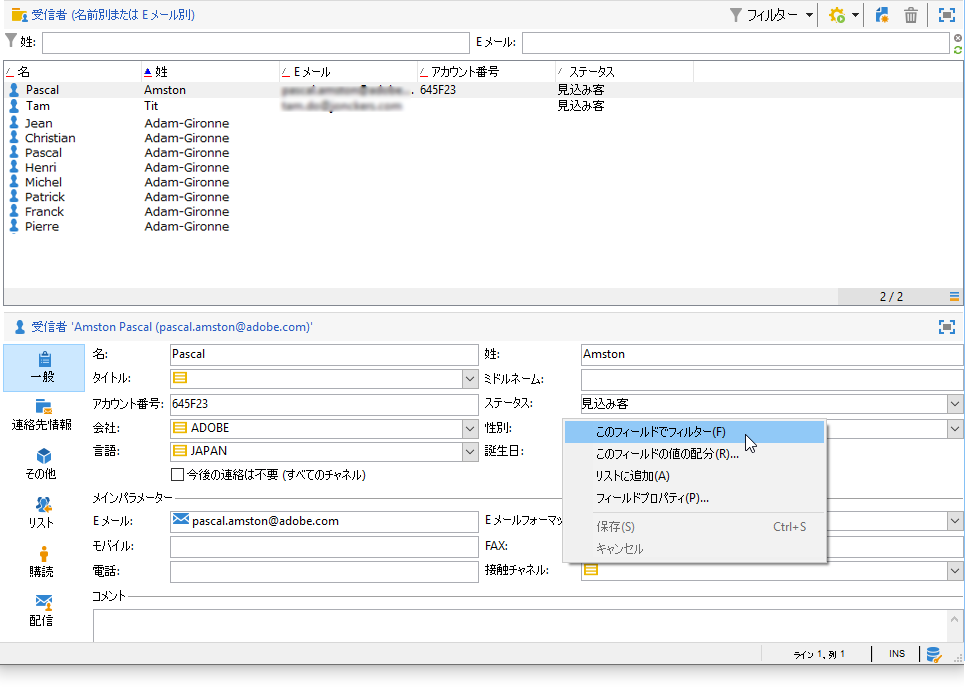 受信者 (名前別または Eメール別)
フィルター
姓:
Eメール:
名 姓 Eメール アカウント番号 ステータス
Pascal Amston 645F23 見込み客
Tam Tit 見込み客
Jean Adam-Gironne
Christian Adam-Gironne
Pascal Adam-Gironne
Henri Adam-Gironne
Michel Adam-Gironne
Patrick Adam-Gironne
Franck Adam-Gironne
Pierre Adam-Gironne
2 / 2
受信者 'Amston Pascal (pascal.amston@adobe.com)'
一般
連絡先情報
その他
リスト
購読
配信
名: Pascal 姓: Amston
タイトル: ミドルネーム:
アカウント番号: 645F23 ステータス: 見込み客
会社: ADOBE 性別:
言語: JAPAN 誕生日:
今後の連絡は不要 (すべてのチャネル)
メインパラメーター
Eメール: pascal.amston@adobe.com Eメールフォーマッ
モバイル: FAX:
電話: 接触チャネル:
コメント
このフィールドでフィルター(F)
このフィールドの値の配分(R)...
リストに追加(A)
フィールドプロパティ(P)...
保存(S) Ctrl+S
キャンセル
ライン 1、列 1 INS